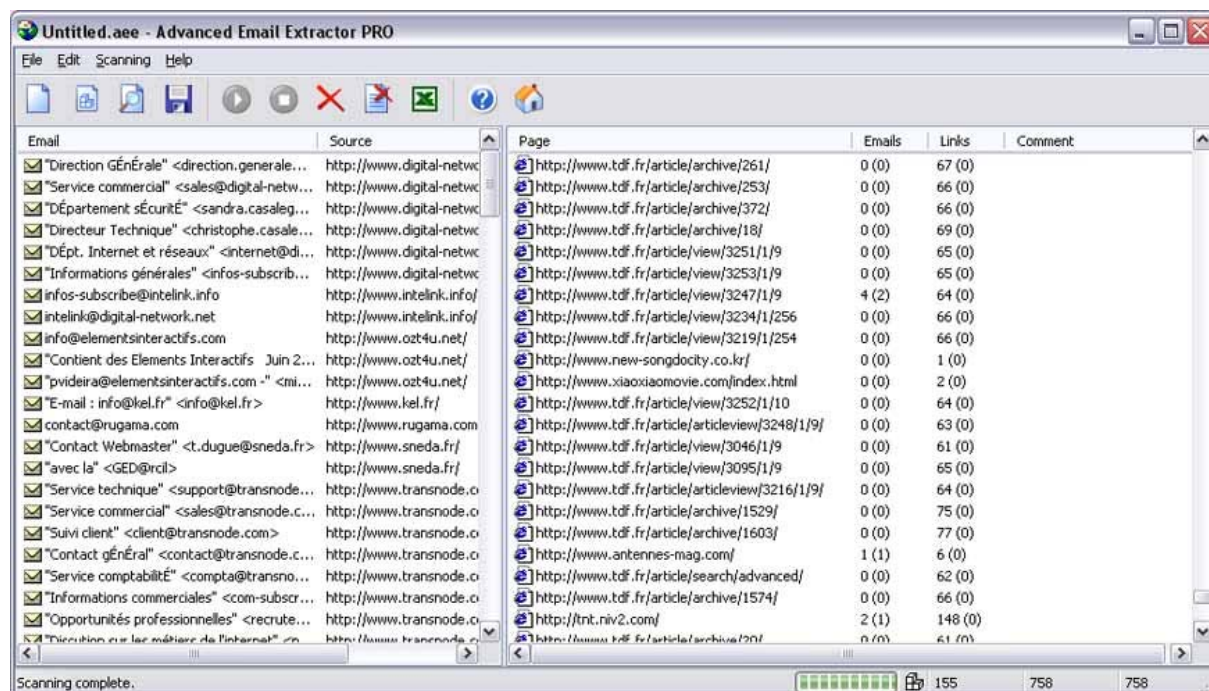 Untitled.aee - Advanced Email Extractor PRO
File Edit Scanning Help
Email Source
"Direction GÉnÉrale" <direction.generale... http://www.digital-netwo
"Service commercial" <sales@digital-netw... http://www.digital-netwo
"DÉpartement sÉcuritÉ" <sandra.casaleg... http://www.digital-netwo
"Directeur Technique" <christophe.casale... http://www.digital-netwo
"DÉpt. Internet et réseaux" <internet@di... http://www.digital-netwo
"Informations générales" <infos-subscrib... http://www.digital-netwo
infos-subscribe@intelink.info http://www.intelink.info/
intelink@digital-network.net http://www.intelink.info/
info@elementsinteractifs.com http://www.ozt4u.net/
"Contient des Elements Interactifs Juin 2... http://www.ozt4u.net/
"pvideira@elementsinteractifs.com -" <mi... http://www.ozt4u.net/
"E-mail : info@kel.fr" <info@kel.fr> http://www.kel.fr/
contact@rugama.com http://www.rugama.com
"Contact Webmaster" <t.dugue@sneda.fr> http://www.sneda.fr/
"avec la" <GED@rcil> http://www.sneda.fr/
"Service technique" <support@transnode... http://www.transnode.co
"Service commercial" <sales@transnode.c... http://www.transnode.co
"Suivi client" <client@transnode.com> http://www.transnode.co
"Contact gÉnÉral" <contact@transnode.c... http://www.transnode.co
"Service comptabilitÉ" <compta@transno... http://www.transnode.co
"Informations commerciales" <com-subscr... http://www.transnode.co
"Opportunités professionnelles" <recrute... http://www.transnode.co
"Discution sur les métiers de l'internet" <n... http://www.transnode.co
Page Emails Links Comment
http://www.tdf.fr/article/archive/261/ 0 (0) 67 (0)
http://www.tdf.fr/article/archive/253/ 0 (0) 66 (0)
http://www.tdf.fr/article/archive/372/ 0 (0) 66 (0)
http://www.tdf.fr/article/archive/18/ 0 (0) 69 (0)
http://www.tdf.fr/article/view/3251/1/9 0 (0) 65 (0)
http://www.tdf.fr/article/view/3253/1/9 0 (0) 65 (0)
http://www.tdf.fr/article/view/3247/1/9 4 (2) 64 (0)
http://www.tdf.fr/article/view/3234/1/256 0 (0) 66 (0)
http://www.tdf.fr/article/view/3219/1/254 0 (0) 66 (0)
http://www.new-songdocity.co.kr/ 0 (0) 1 (0)
http://www.xiaoxiaomovie.com/index.html 0 (0) 2 (0)
http://www.tdf.fr/article/view/3252/1/10 0 (0) 64 (0)
http://www.tdf.fr/article/articleview/3248/1/9/ 0 (0) 63 (0)
http://www.tdf.fr/article/view/3046/1/9 0 (0) 61 (0)
http://www.tdf.fr/article/view/3095/1/9 0 (0) 65 (0)
http://www.tdf.fr/article/articleview/3216/1/9/ 0 (0) 64 (0)
http://www.tdf.fr/article/archive/1529/ 0 (0) 75 (0)
http://www.tdf.fr/article/archive/1603/ 0 (0) 77 (0)
http://www.antennes-mag.com/ 1 (1) 6 (0)
http://www.tdf.fr/article/search/advanced/ 0 (0) 62 (0)
http://www.tdf.fr/article/archive/1574/ 0 (0) 66 (0)
http://tnt.niv2.com/ 2 (1) 148 (0)
http://www.tdf.fr/article/archive/20/ 0 (0) 61 (0)
Scanning complete. 155 758 758